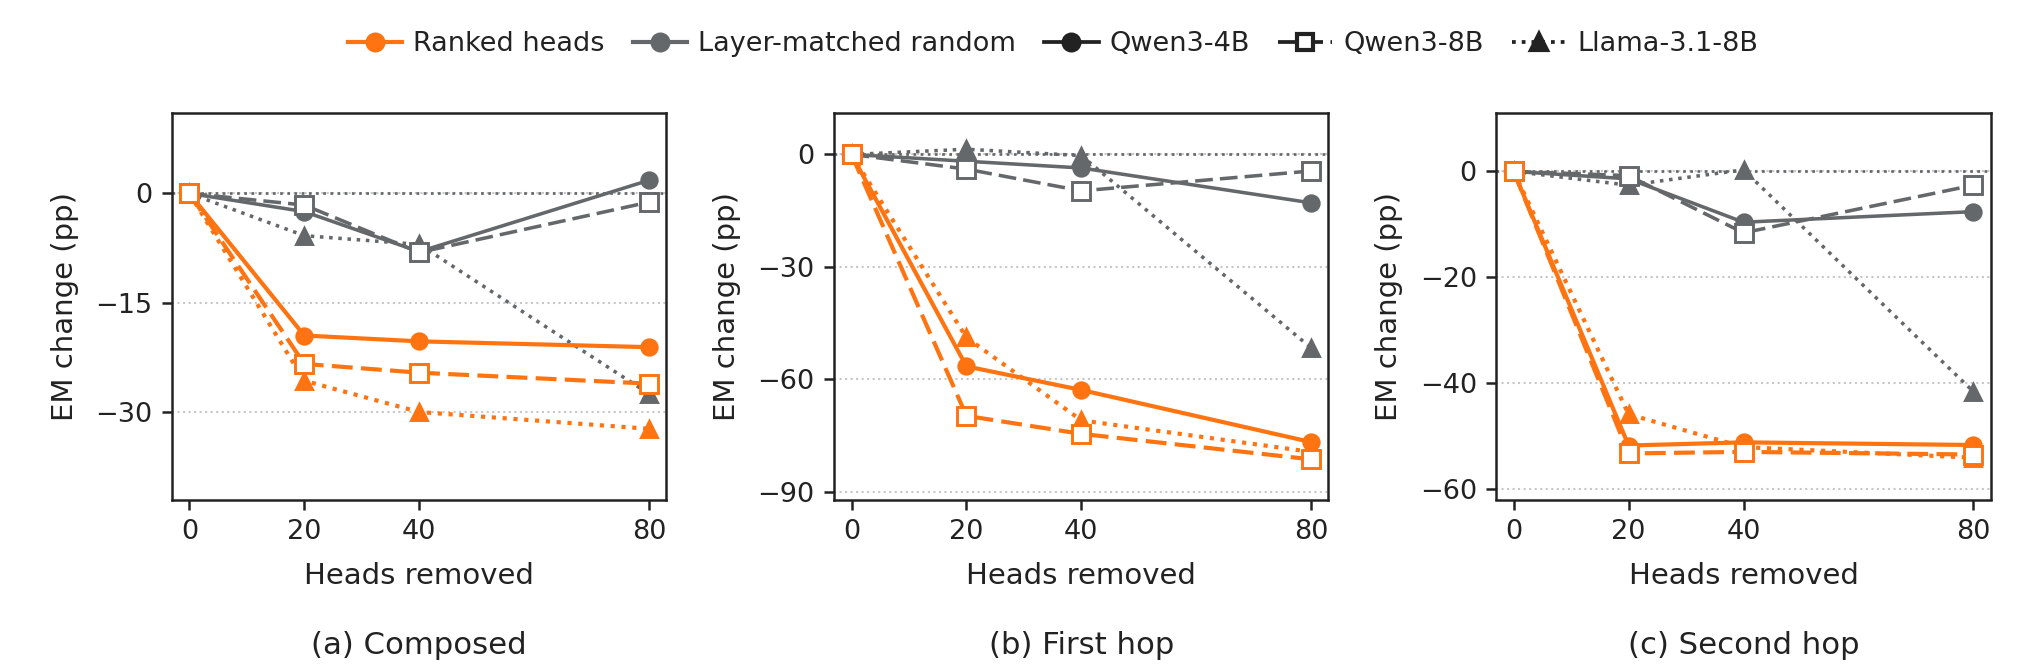 Ranked heads Layer-matched random Qwen3-4B Qwen3-8B Llama-3.1-8B
EM change (pp)
0
−15
−30
0 20 40 80
Heads removed
(a) Composed
EM change (pp)
0
−30
−60
−90
0 20 40 80
Heads removed
(b) First hop
EM change (pp)
0
−20
−40
−60
0 20 40 80
Heads removed
(c) Second hop